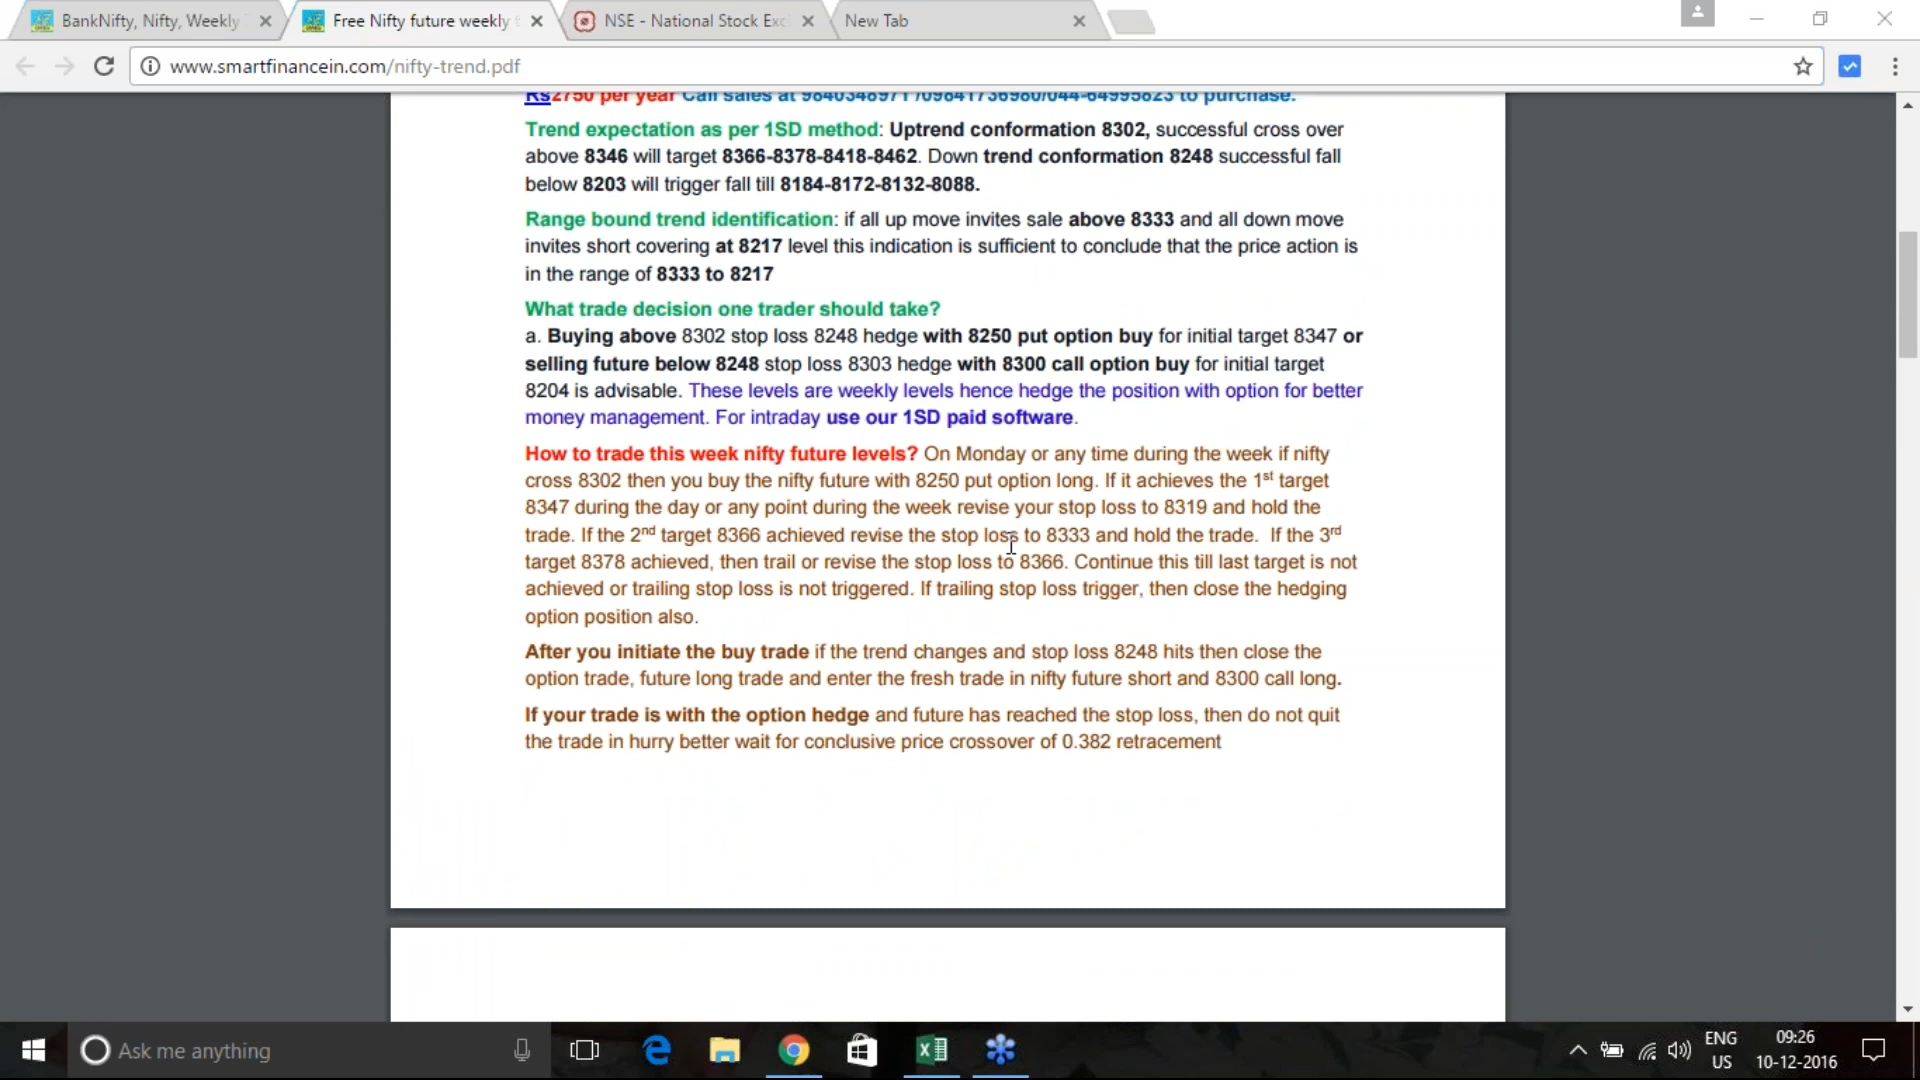 BankNifty, Nifty, Weekly
Free Nifty future weekly t
NSE - National Stock Exc
New Tab
www.smartfinancein.com/nifty-trend.pdf
Rs2750 per year Call sales at 9840348971 /09841736980/044-64995823 to purchase.
Trend expectation as per 1SD method: Uptrend conformation 8302, successful cross over
above 8346 will target 8366-8378-8418-8462. Down trend conformation 8248 successful fall
below 8203 will trigger fall till 8184-8172-8132-8088.
Range bound trend identification: if all up move invites sale above 8333 and all down move
invites short covering at 8217 level this indication is sufficient to conclude that the price action is
in the range of 8333 to 8217
What trade decision one trader should take?
a. Buying above 8302 stop loss 8248 hedge with 8250 put option buy for initial target 8347 or
selling future below 8248 stop loss 8303 hedge with 8300 call option buy for initial target
8204 is advisable. These levels are weekly levels hence hedge the position with option for better
money management. For intraday use our 1SD paid software.
How to trade this week nifty future levels? On Monday or any time during the week if nifty
cross 8302 then you buy the nifty future with 8250 put option long. If it achieves the 1st target
8347 during the day or any point during the week revise your stop loss to 8319 and hold the
trade. If the 2nd target 8366 achieved revise the stop loss to 8333 and hold the trade. If the 3rd
target 8378 achieved, then trail or revise the stop loss to 8366. Continue this till last target is not
achieved or trailing stop loss is not triggered. If trailing stop loss trigger, then close the hedging
option position also.
After you initiate the buy trade if the trend changes and stop loss 8248 hits then close the
option trade, future long trade and enter the fresh trade in nifty future short and 8300 call long.
If your trade is with the option hedge and future has reached the stop loss, then do not quit
the trade in hurry better wait for conclusive price crossover of 0.382 retracement
Ask me anything
ENG
US
09:26
10-12-2016